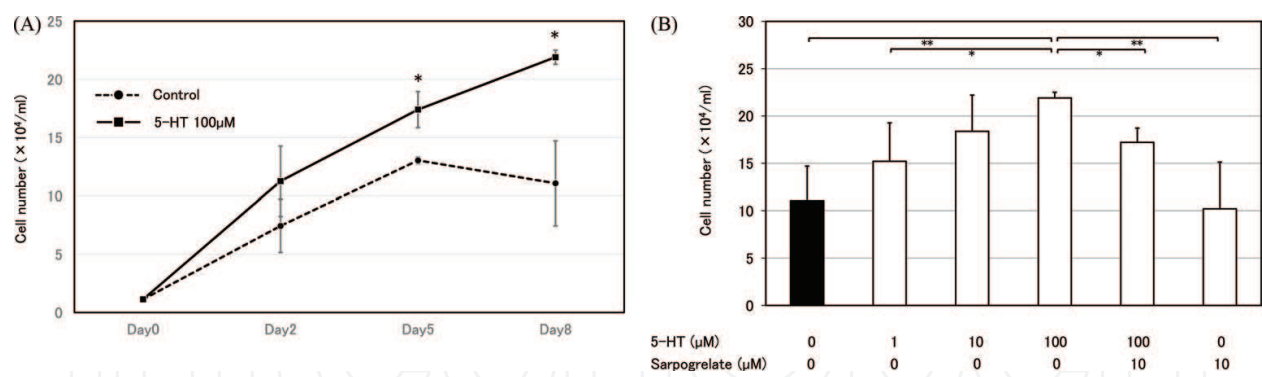 (A)
25
20
15
10
5
0
Cell number (×10⁴/ml)
Control
5-HT 100μM
*
*
Day0 Day2 Day5 Day8
(B)
30
25
20
15
10
5
0
Cell number (×10⁴/ml)
** **
* *
5-HT (μM) 0 1 10 100 100 0
Sarpogrelate (μM) 0 0 0 0 10 10